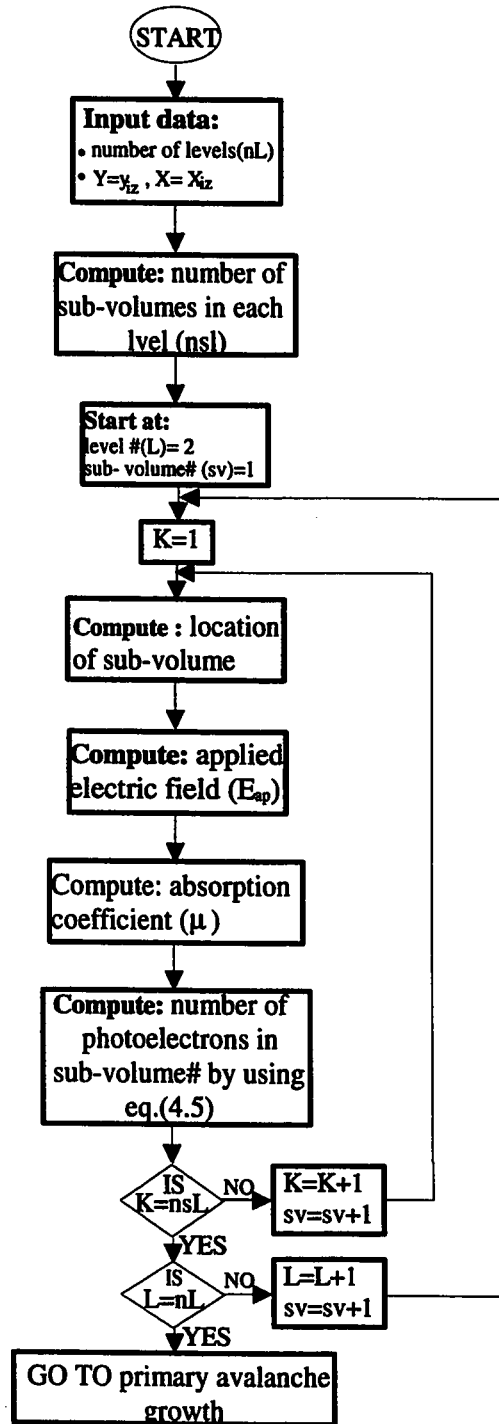 START
Input data:
• number of levels(nL)
• Y=y_iz , X= X_iz
Compute: number of
sub-volumes in each
lvel (nsl)
Start at:
level #(L)= 2
sub- volume# (sv)=1
K=1
Compute : location
of sub-volume
Compute: applied
electric field (E_ap)
Compute: absorption
coefficient (μ )
Compute: number of
photoelectrons in
sub-volume# by using
eq.(4.5)
IS
K=nsL
NO
K=K+1
sv=sv+1
YES
IS
L=nL
NO
L=L+1
sv=sv+1
YES
GO TO primary avalanche
growth